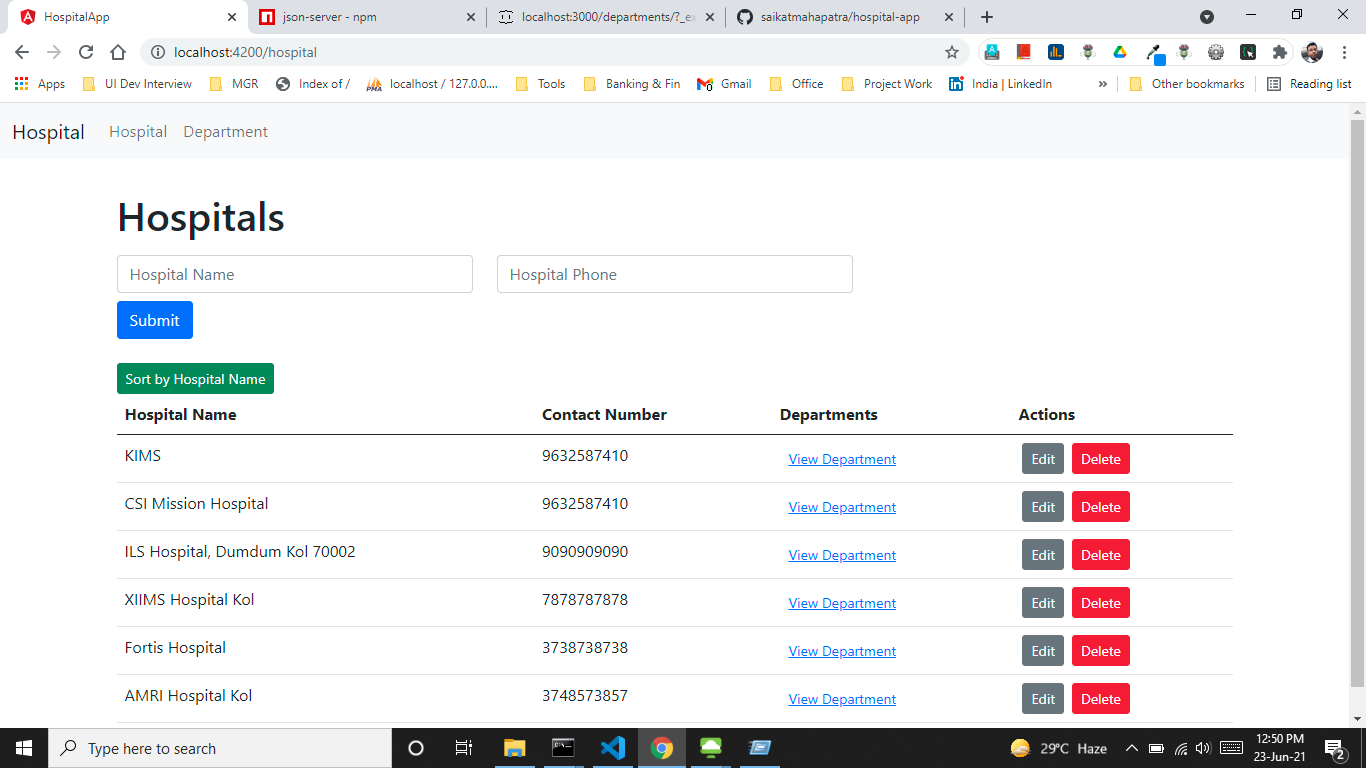 HospitalApp
json-server - npm
localhost:3000/departments/?_ex
saikatmahapatra/hospital-app
localhost:4200/hospital
Apps
UI Dev Interview
MGR
Index of /
localhost / 127.0.0....
Tools
Banking & Fin
Gmail
Office
Project Work
India | LinkedIn
»
Other bookmarks
Reading list
Hospital
Hospital
Department
Hospitals
Hospital Name
Hospital Phone
Submit
Sort by Hospital Name
Hospital Name Contact Number Departments Actions
KIMS 9632587410 View Department Edit Delete
CSI Mission Hospital 9632587410 View Department Edit Delete
ILS Hospital, Dumdum Kol 70002 9090909090 View Department Edit Delete
XIIMS Hospital Kol 7878787878 View Department Edit Delete
Fortis Hospital 3738738738 View Department Edit Delete
AMRI Hospital Kol 3748573857 View Department Edit Delete
Type here to search
29°C Haze
12:50 PM
23-Jun-21
2